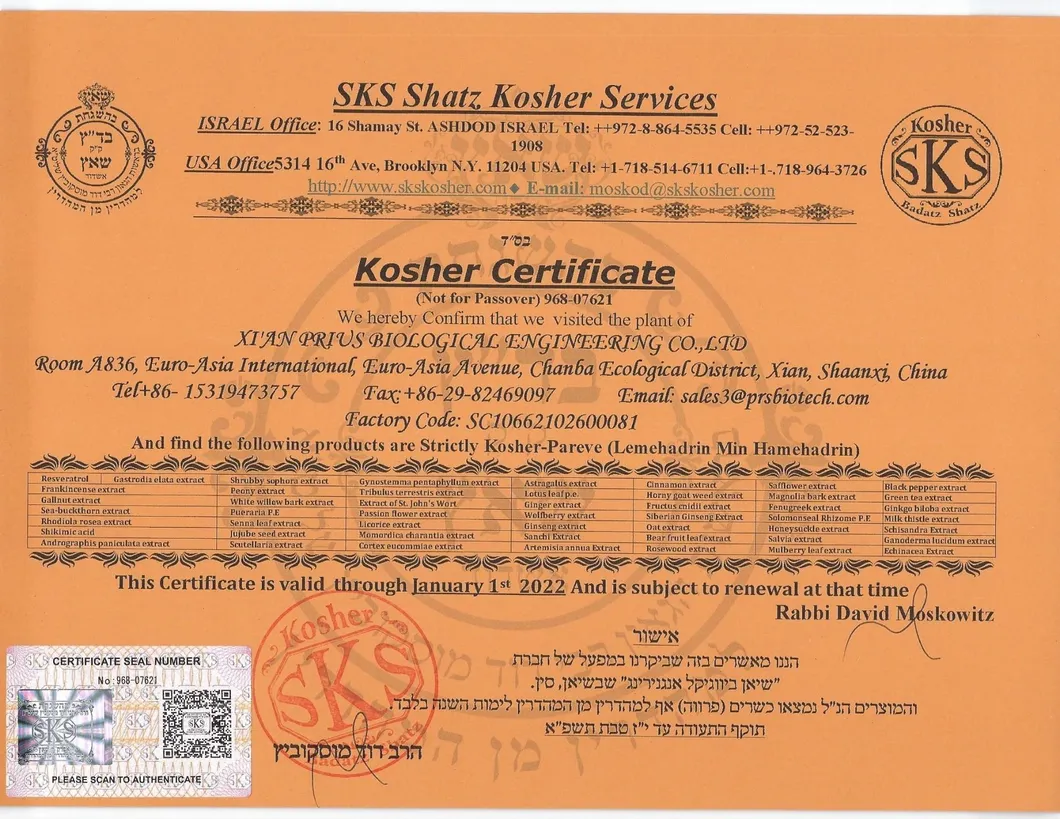 SKS Shatz Kosher Services
ISRAEL Office: 16 Shamay St. ASHDOD ISRAEL Tel: ++972-8-864-5535 Cell: ++972-52-523-
1908
USA Office5314 16th Ave, Brooklyn N.Y. 11204 USA. Tel: +1-718-514-6711 Cell:+1-.718-964-3726
http://www.skskosher.com ♦ E-mail: moskod@skskosher.com
בהשגחת
בד"ץ
ק"ק
שאץ
אשדוד
למהדרין מן המהדרין
Kosher
SKS
Badatz Shatz
בס"ד
Kosher Certificate
(Not for Passover) 968-07621
We hereby Confirm that we visited the plant of
XI'AN PRIUS BIOLOGICAL ENGINEERING CO.,LTD
Room A836, Euro-Asia International, Euro-Asia Avenue, Chanba Ecological District, Xian, Shaanxi, China
Tel+86- 15319473757 Fax:+86-29-82469097 Email: sales3@prsbiotech.com
Factory Code: SC10662102600081
And find the following products are Strictly Kosher-Pareve (Lemehadrin Min Hamehadrin)
Resveratrol Gastrodia elata extract Shrubby sophora extract Gynostemma pentaphyllum extract Astragalus extract Cinnamon extract Safflower extract Black pepper extract
Frankincense extract Peony extract Tribulus terrestris extract Lotus leaf p.e. Horny goat weed extract Magnolia bark extract Green tea extract
Gallnut extract White willow bark extract Extract of St. John's Wort Ginger extract Fructus cnidii extract Fenugreek extract Ginkgo biloba extract
Sea-buckthorn extract Pueraria P.E Passion flower extract Wolfberry extract Siberian Ginseng Extract Solomonseal Rhizome P.E Milk thistle extract
Rhodiola rosea extract Senna leaf extract Licorice extract Ginseng extract Oat extract Honeysuckle extract Schisandra Extract
Shikimic acid Jujube seed extract Momordica charantia extract Sanchi Extract Bear fruit leaf extract Salvia extract Ganoderma lucidum extract
Andrographis paniculata extract Scutellaria extract Cortex eucommiae extract Artemisia annua Extract Rosewood extract Mulberry leaf extract Echinacea Extract
This Certificate is valid through January 1st 2022 And is subject to renewal at that time
Rabbi David Moskowitz
אישור
הננו מאשרים בזה שביקרנו במפעל של חברת
"שיאן ביווגיקל אנגנירינג" שבשיאן, סין.
והמוצרים הנ"ל נמצאו כשרים (פרווה) אף למהדרין מן המהדרין לימות השנה בלבד.
תוקף התעודה עד י"ז טבת תשפ"א
הרב דוד מוסקוביץ
Kosher
SKS
CERTIFICATE SEAL NUMBER
No : 968-07621
PLEASE SCAN TO AUTHENTICATE